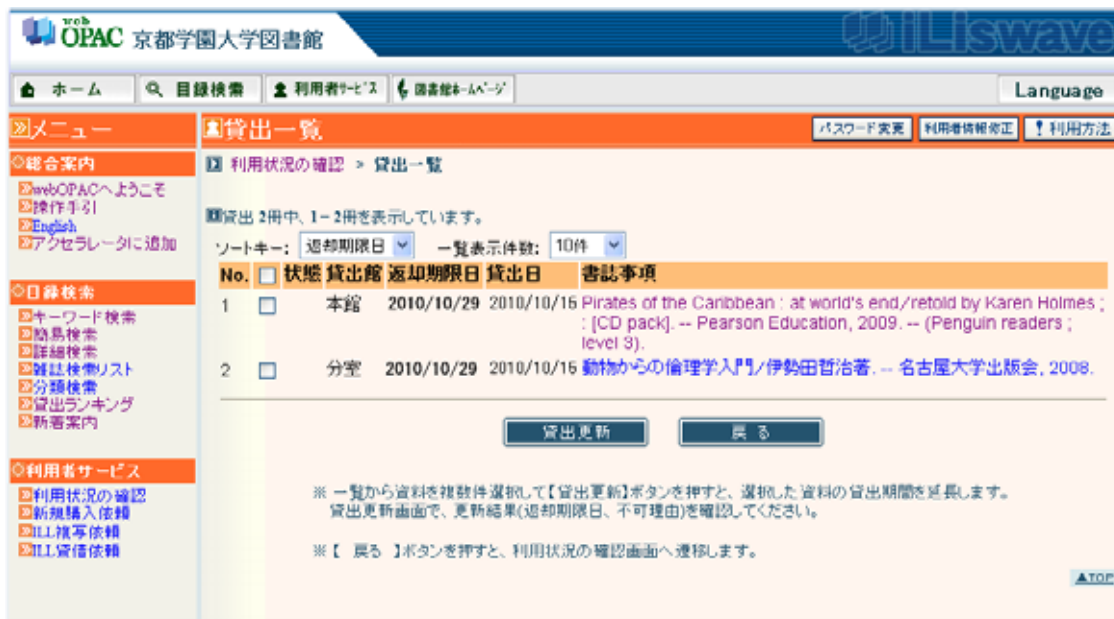 web OPAC 京都学園大学図書館
iLiswave
ホーム 目録検索 利用者サービス 図書館ホームページ Language
メニュー
貸出一覧 パスワード変更 利用者情報修正 利用方法
総合案内
webOPACへようこそ
操作手引
English
アクセラレータに追加
目録検索
キーワード検索
簡易検索
詳細検索
雑誌検索リスト
分類検索
貸出ランキング
新着案内
利用者サービス
利用状況の確認
新規購入依頼
ILL複写依頼
ILL貸借依頼
利用状況の確認 > 貸出一覧
貸出 2冊中、1-2冊を表示しています。
ソートキー: 返却期限日 一覧表示件数: 10件
No. 状態 貸出館 返却期限日 貸出日 書誌事項
1 本館 2010/10/29 2010/10/15 Pirates of the Caribbean : at world's end/retold by Karen Holmes ;
: [CD pack]. -- Pearson Education, 2009. -- (Penguin readers ;
level 3).
2 分室 2010/10/29 2010/10/15 動物からの倫理学入門/伊勢田哲治著. -- 名古屋大学出版会, 2008.
貸出更新 戻る
※ 一覧から資料を複数件選択して【貸出更新】ボタンを押すと、選択した資料の貸出期間を延長します。
貸出更新画面で、更新結果(返却期限日、不可理由)を確認してください。
※【 戻る 】ボタンを押すと、利用状況の確認画面へ遷移します。
▲TOP